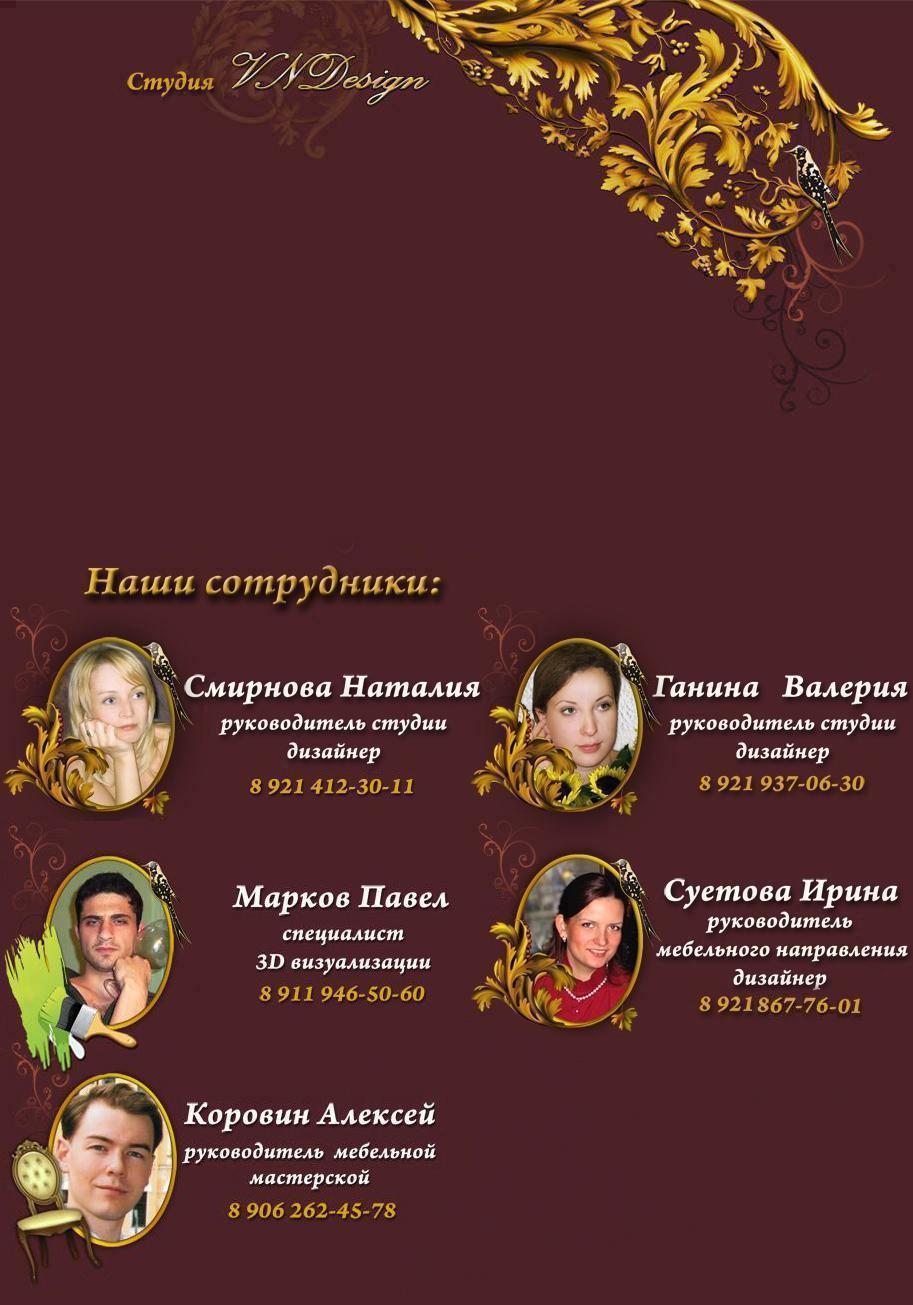 Студия VNDesign
Наши сотрудники:
Смирнова Наталия
руководитель студии
дизайнер
8 921 412-30-11
Ганина Валерия
руководитель студии
дизайнер
8 921 937-06-30
Марков Павел
специалист
3D визуализации
8 911 946-50-60
Суетова Ирина
руководитель
мебельного направления
дизайнер
8 921 867-76-01
Коровин Алексей
руководитель мебельной
мастерской
8 906 262-45-78